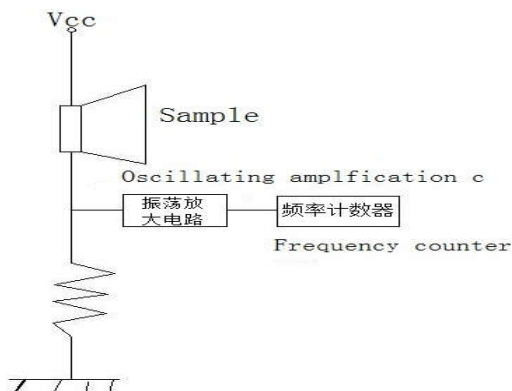 Vcc
Sample
Oscillating amplfication c
振荡放
大电路
频率计数器
Frequency counter